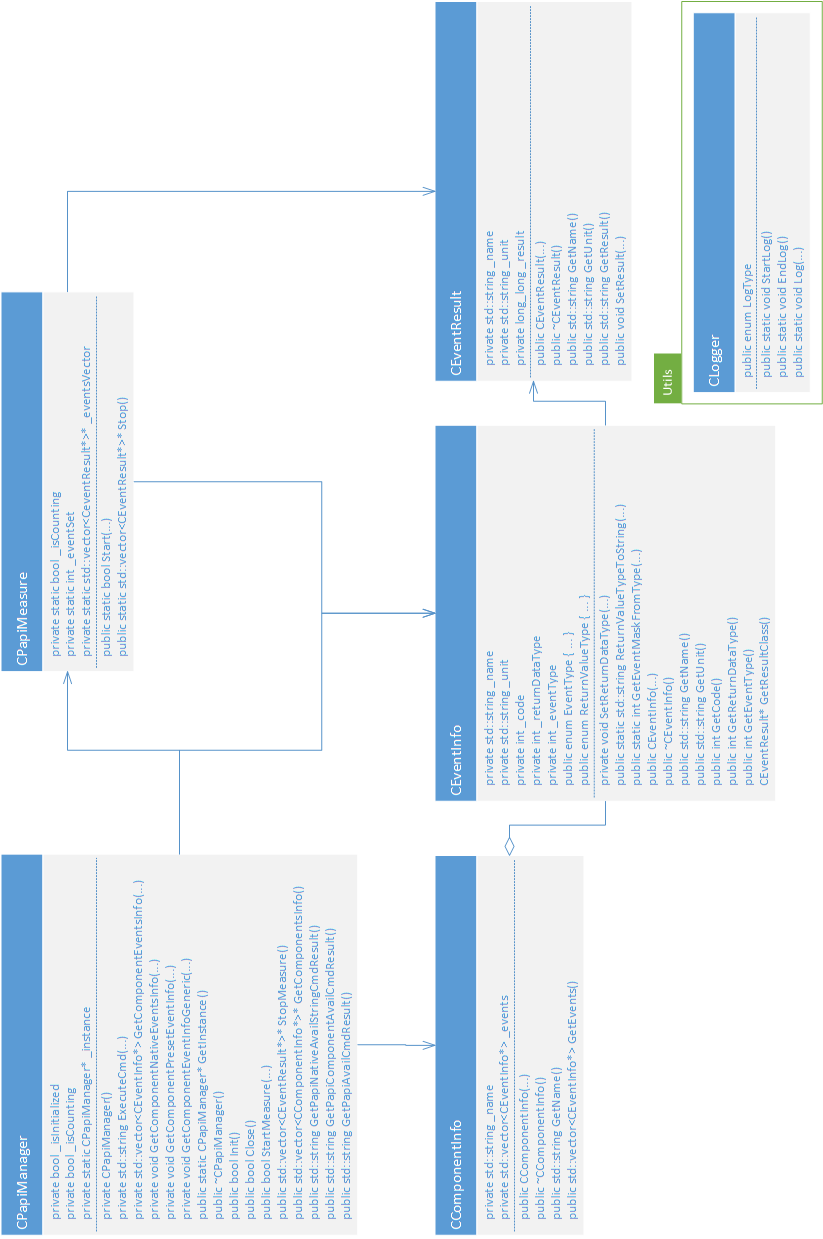 CPapiManager
private bool _isInitialized
private bool _isCounting
private static CPapiManager* _instance
private CPapiManager()
private std::string ExecuteCmd(...)
private std::vector<CEventInfo*> GetComponentEventsInfo(...)
private void GetComponentNativeEventsInfo(...)
private void GetComponentPresetEventInfo(...)
private void GetComponentEventInfoGeneric(...)
public static CPapiManager* GetInstance()
public ~CPapiManager()
public bool Init()
public bool Close()
public bool StartMeasure(...)
public std::vector<CEventResult*>* StopMeasure()
public std::vector<CComponentInfo*>* GetComponentsInfo()
public std::string GetPapiNativeAvailStringCmdResult()
public std::string GetPapiComponentAvailCmdResult()
public std::string GetPapiAvailCmdResult()
CPapiMeasure
private static bool _isCounting
private static int _eventSet
private static std::vector<CeventResult*>* _eventsVector
public static bool Start(...)
public static std::vector<CEventResult*>* Stop()
CComponentInfo
private std::string _name
private std::vector<CEventInfo*> _events
public CComponentInfo(...)
public ~CComponentInfo()
public std::string GetName()
public std::vector<CEventInfo*> GetEvents()
CEventInfo
private std::string _name
private std::string _unit
private int _code
private int _returnDataType
private int _eventType
public enum EventType { ... }
public enum ReturnValueType { ... }
private void SetReturnDataType(...)
public static std::string ReturnValueTypeToString(...)
public static int GetEventMaskFromType(...)
public CEventInfo(...)
public ~CEventInfo()
public std::string GetName()
public std::string GetUnit()
public int GetCode()
public int GetReturnDataType()
public int GetEventType()
CEventResult* GetResultClass()
CEventResult
private std::string _name
private std::string _unit
private long_long _result
public CEventResult(...)
public ~CEventResult()
public std::string GetName()
public std::string GetUnit()
public std::string GetResult()
public void SetResult(...)
Utils
CLogger
public enum LogType
public static void StartLog()
public static void EndLog()
public static void Log(...)